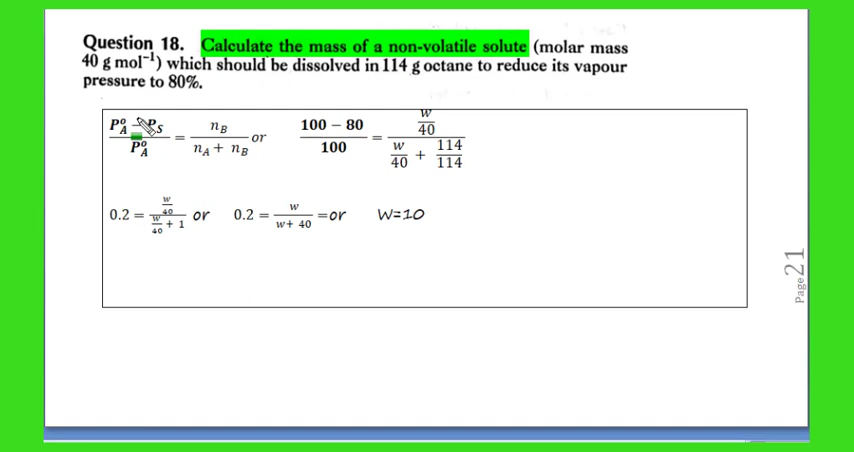 Question 18. Calculate the mass of a non-volatile solute (molar mass
40 g mol⁻¹) which should be dissolved in 114 g octane to reduce its vapour
pressure to 80%.
(P°A − PS) / P°A = nB / (nA + nB) or (100 − 80) / 100 = (w/40) / (w/40 + 114/114)
0.2 = (w/40) / (w/40 + 1) or 0.2 = w / (w + 40) =or W=10
Page 21